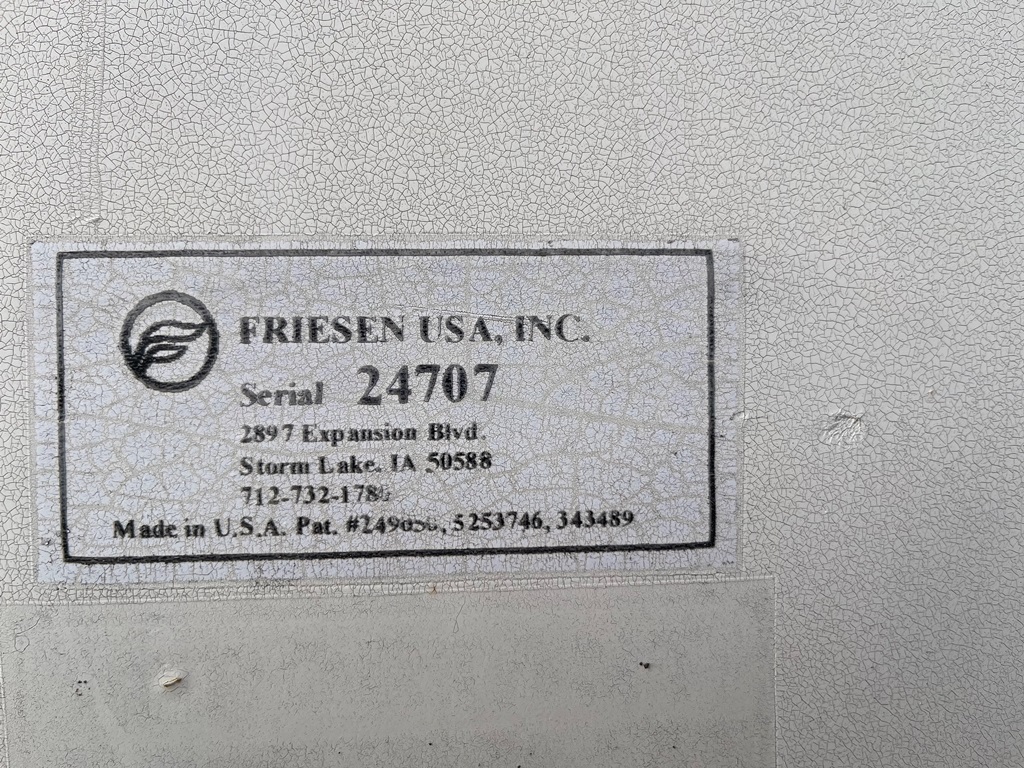 FRIESEN USA, INC.
Serial 24707
2897 Expansion Blvd.
Storm Lake, IA 50588
Made in U.S.A. Pat. 5253746, 343489